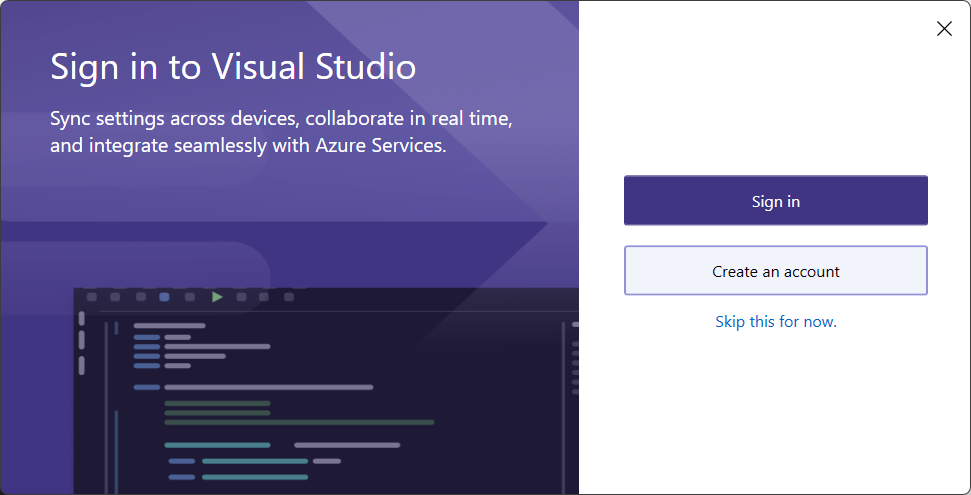 Sign in to Visual Studio
Sync settings across devices, collaborate in real time,
and integrate seamlessly with Azure Services.
Sign in
Create an account
Skip this for now.